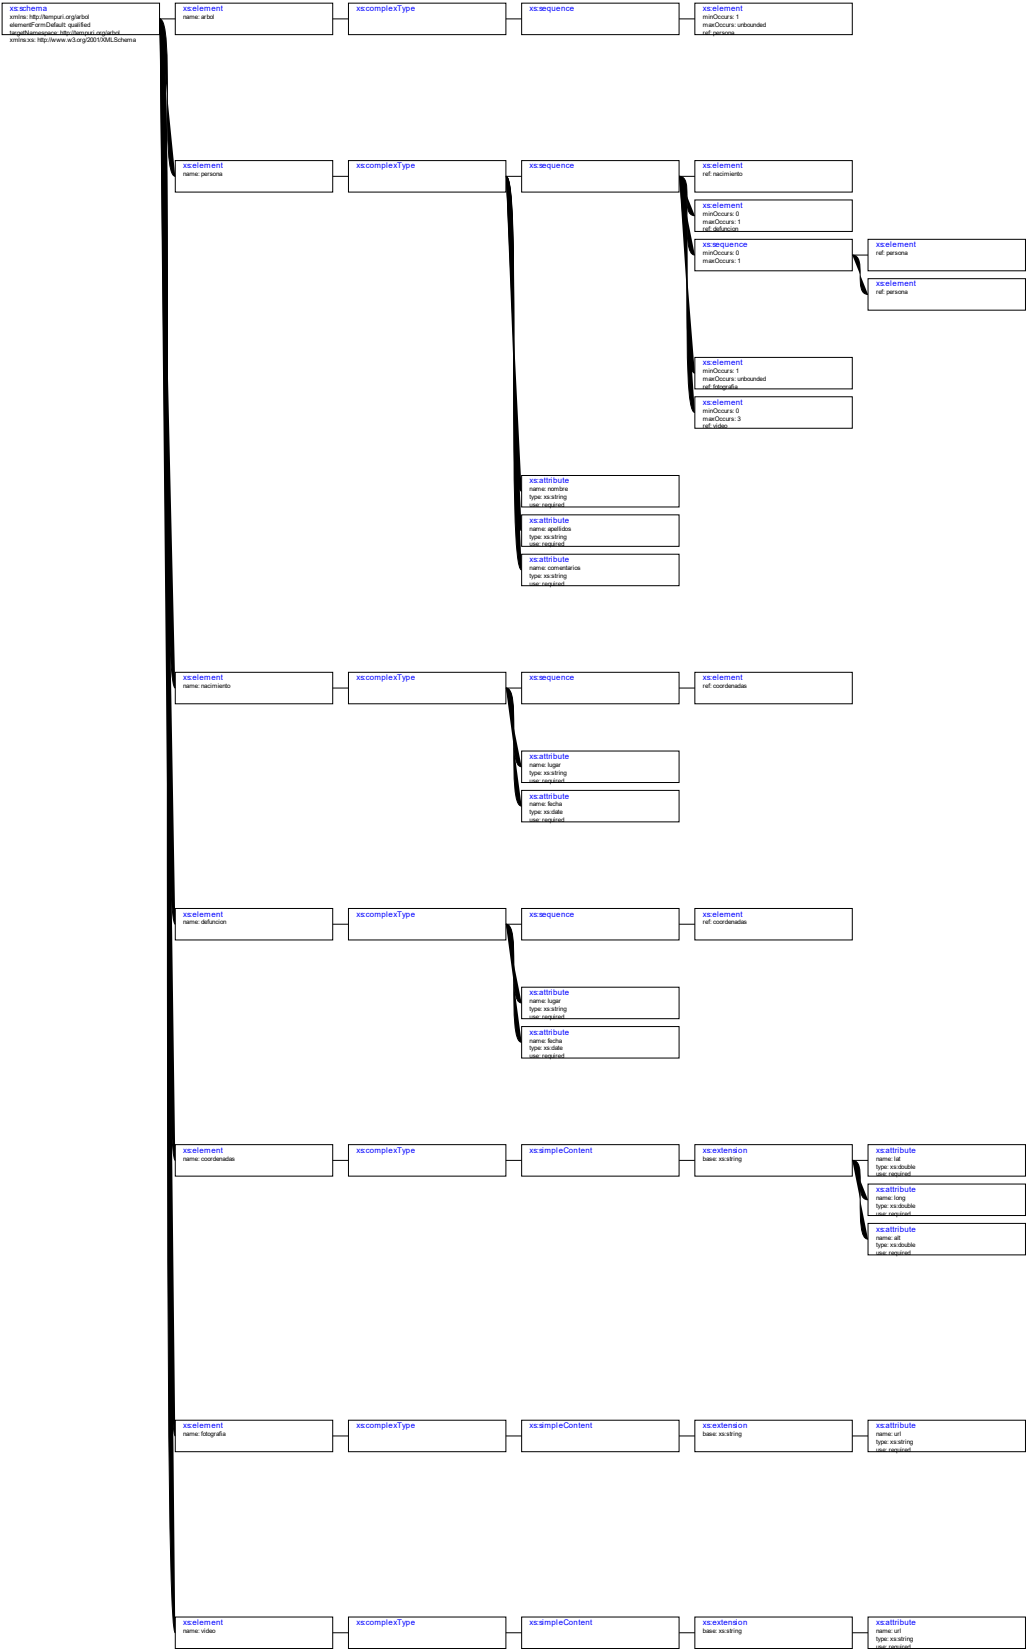 xs:schema
xmlns: http://tempuri.org/arbol
elementFormDefault: qualified
targetNamespace: http://tempuri.org/arbol
xmlns:xs: http://www.w3.org/2001/XMLSchema
xs:element
name: arbol
xs:complexType
xs:sequence
xs:element
minOccurs: 1
maxOccurs: unbounded
ref: persona
xs:element
name: persona
xs:complexType
xs:sequence
xs:element
ref: nacimiento
xs:element
minOccurs: 0
maxOccurs: 1
ref: defuncion
xs:sequence
minOccurs: 0
maxOccurs: 1
xs:element
ref: persona
xs:element
ref: persona
xs:element
minOccurs: 1
maxOccurs: unbounded
ref: fotografia
xs:element
minOccurs: 0
maxOccurs: 3
ref: video
xs:attribute
name: nombre
type: xs:string
use: required
xs:attribute
name: apellidos
type: xs:string
use: required
xs:attribute
name: comentarios
type: xs:string
use: required
xs:element
name: nacimiento
xs:complexType
xs:sequence
xs:element
ref: coordenadas
xs:attribute
name: lugar
type: xs:string
use: required
xs:attribute
name: fecha
type: xs:date
use: required
xs:element
name: defuncion
xs:complexType
xs:sequence
xs:element
ref: coordenadas
xs:attribute
name: lugar
type: xs:string
use: required
xs:attribute
name: fecha
type: xs:date
use: required
xs:element
name: coordenadas
xs:complexType
xs:simpleContent
xs:extension
base: xs:string
xs:attribute
name: lat
type: xs:double
use: required
xs:attribute
name: long
type: xs:double
use: required
xs:attribute
name: alt
type: xs:double
use: required
xs:element
name: fotografia
xs:complexType
xs:simpleContent
xs:extension
base: xs:string
xs:attribute
name: url
type: xs:string
use: required
xs:element
name: video
xs:complexType
xs:simpleContent
xs:extension
base: xs:string
xs:attribute
name: url
type: xs:string
use: required